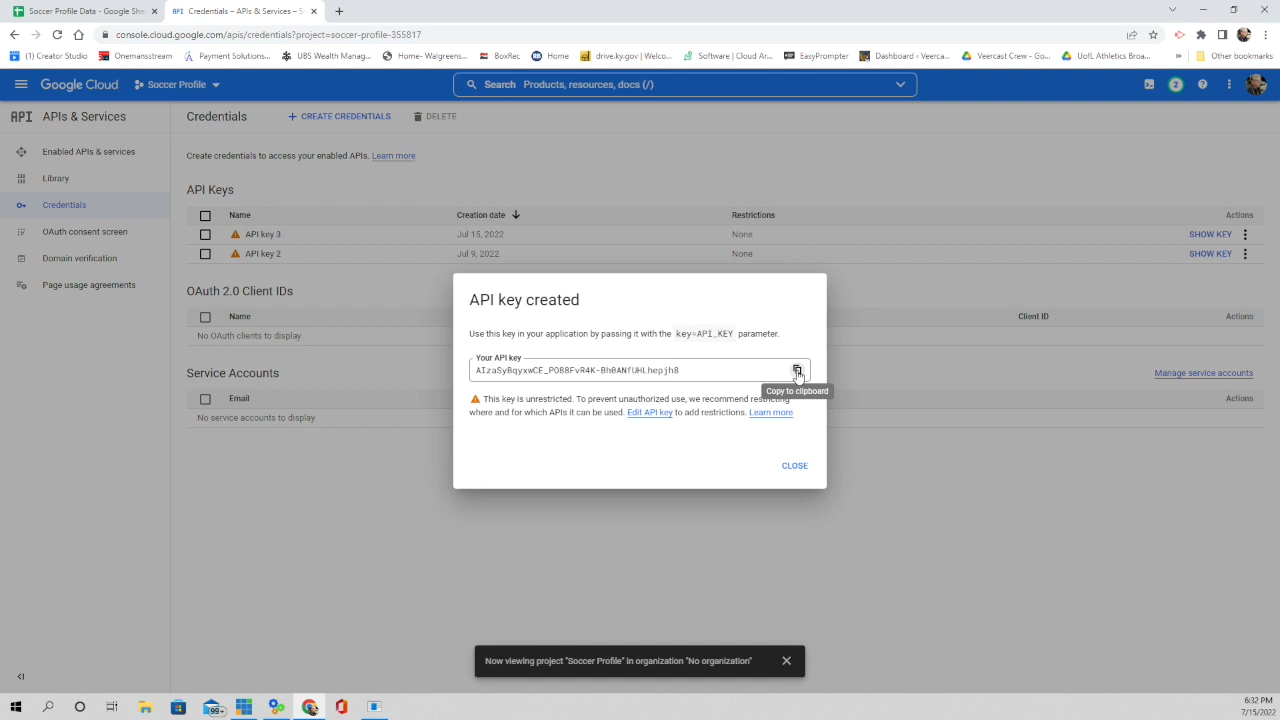 Soccer Profile Data - Google She
Credentials – APIs & Services – S
console.cloud.google.com/apis/credentials?project=soccer-profile-355817
(1) Creator Studio
Onemansteam
Payment Solutions...
UBS Wealth Manag...
Home- Walgreens...
BoxRec
Home
drive.ky.gov | Welco...
Software | Cloud Ar...
EasyPrompter
Dashboard ‹ Veerca...
Veercast Drive - Go...
UofL Athletics Broa...
»
Other bookmarks
Google Cloud
Soccer Profile
Search Products, resources, docs (/)
2
API APIs & Services
Credentials
+ CREATE CREDENTIALS
DELETE
Enabled APIs & services
Library
Credentials
OAuth consent screen
Domain verification
Page usage agreements
Create credentials to access your enabled APIs. Learn more
API Keys
Name
Creation date
Restrictions
Actions
API key 3
Jul 15, 2022
None
SHOW KEY
API key 2
Jul 9, 2022
None
SHOW KEY
OAuth 2.0 Client IDs
Name
Client ID
Actions
No OAuth clients to display
Service Accounts
Manage service accounts
Email
Actions
No service accounts to display
API key created
Use this key in your application by passing it with the key=API_KEY parameter.
Your API key
AIzaSyBqyxwCE_PO88FvR4K-Bh0ANfUHLhepjh8
Copy to clipboard
This key is unrestricted. To prevent unauthorized use, we recommend restricting
where and for which APIs it can be used. Edit API key to add restrictions. Learn more
CLOSE
Now viewing project "Soccer Profile" in organization "No organization"
99+
6:32 PM
7/15/2022